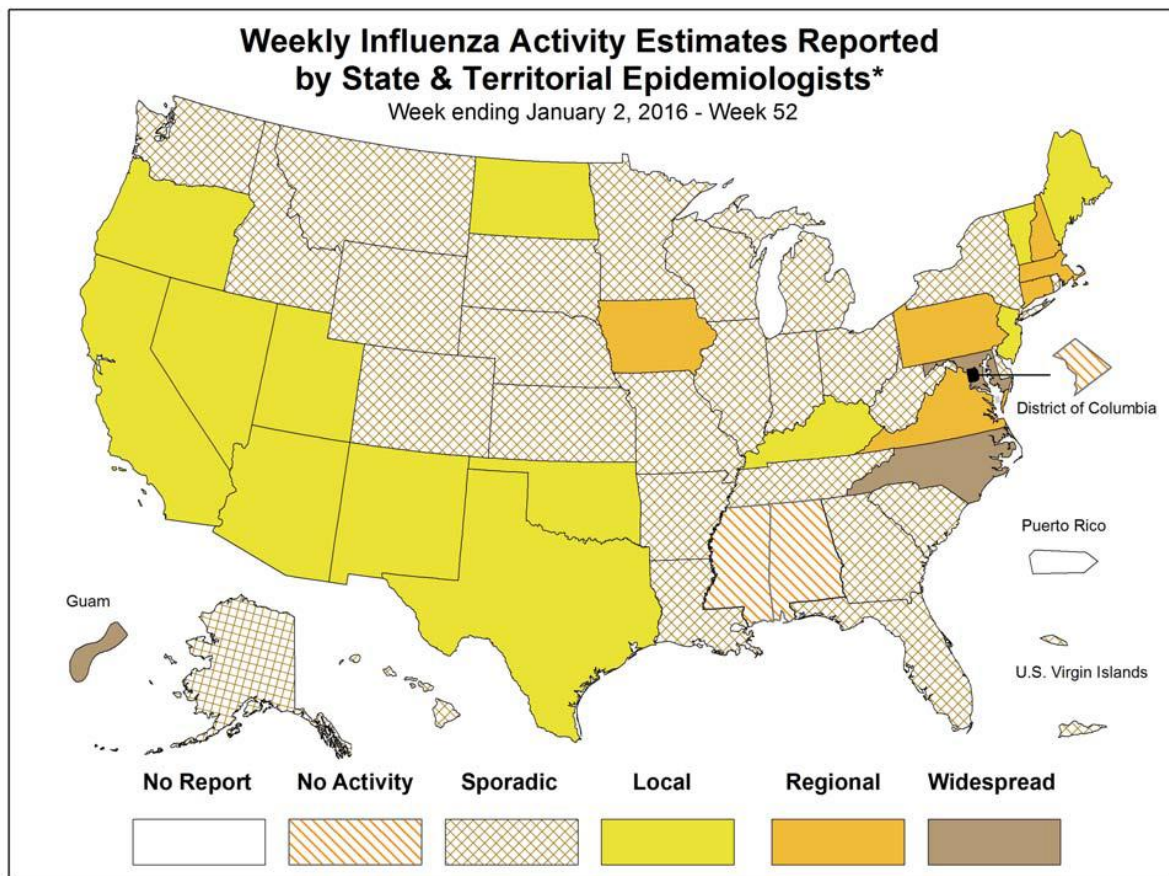 Weekly Influenza Activity Estimates Reported
by State & Territorial Epidemiologists*
Week ending January 2, 2016 - Week 52
District of Columbia
Puerto Rico
Guam
U.S. Virgin Islands
No Report No Activity Sporadic Local Regional Widespread